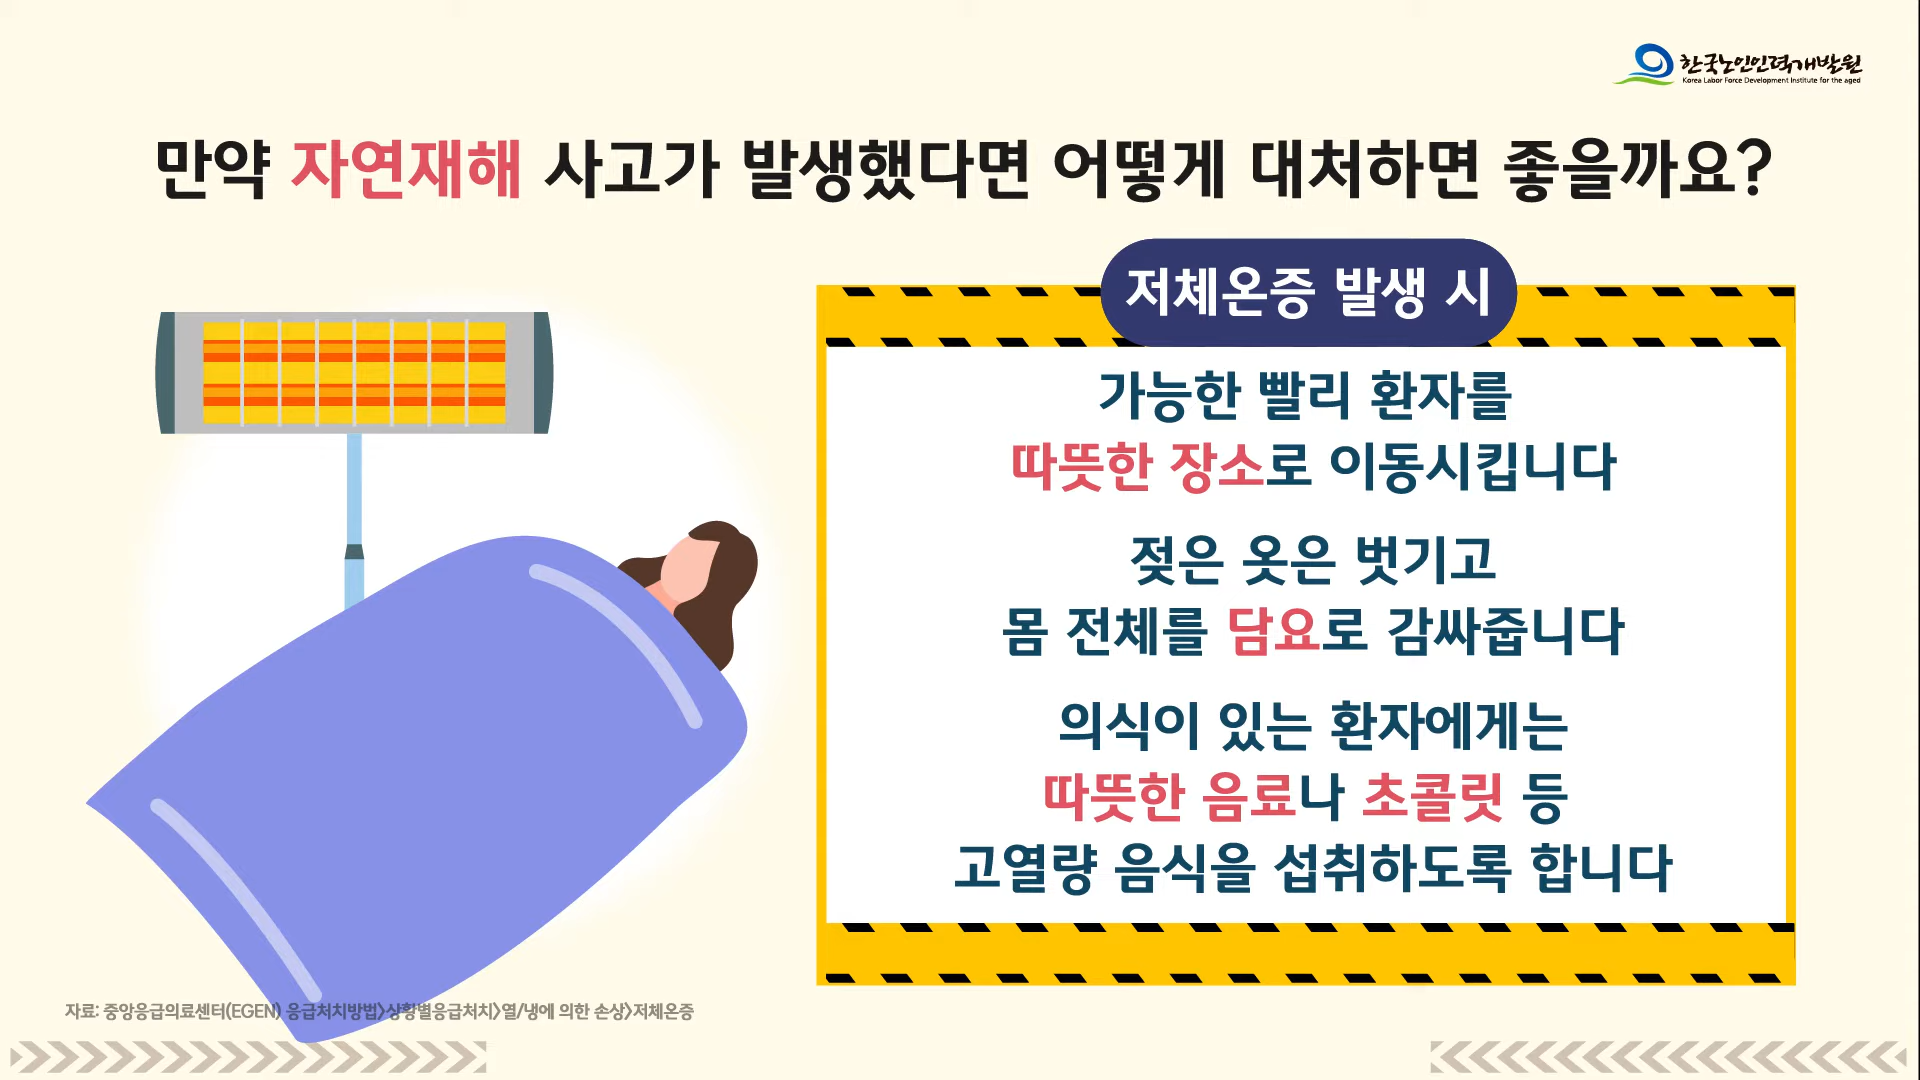 한국노인인력개발원
Korea Labor Force Development Institute for the aged
만약 자연재해 사고가 발생했다면 어떻게 대처하면 좋을까요?
저체온증 발생 시
가능한 빨리 환자를
따뜻한 장소로 이동시킵니다
젖은 옷은 벗기고
몸 전체를 담요로 감싸줍니다
의식이 있는 환자에게는
따뜻한 음료나 초콜릿 등
고열량 음식을 섭취하도록 합니다
자료: 중앙응급의료센터(EGEN) 응급처치방법>상황별응급처치>열/냉에 의한 손상>저체온증